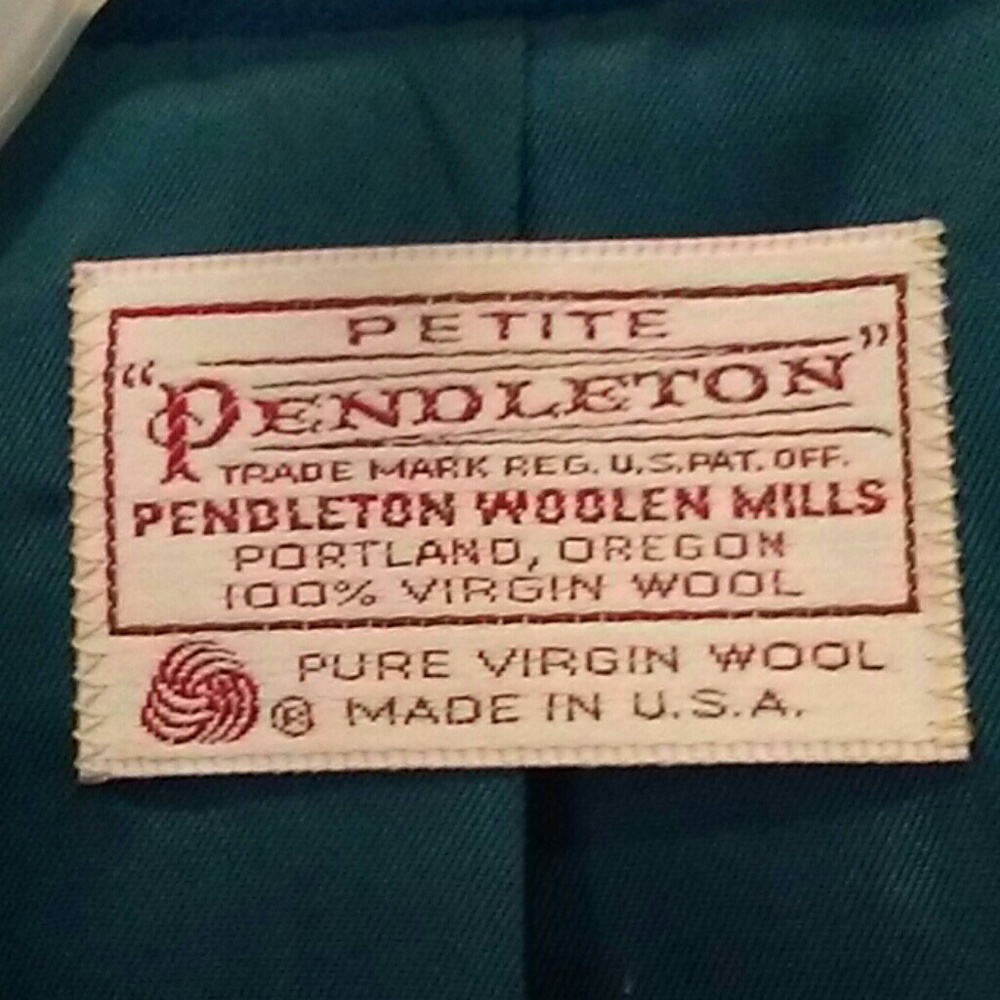 PETITE
“PENDLETON”
TRADE MARK REG. U.S.PAT. OFF.
PENDLETON WOOLEN MILLS
PORTLAND, OREGON
100% VIRGIN WOOL
PURE VIRGIN WOOL
® MADE IN U.S.A.